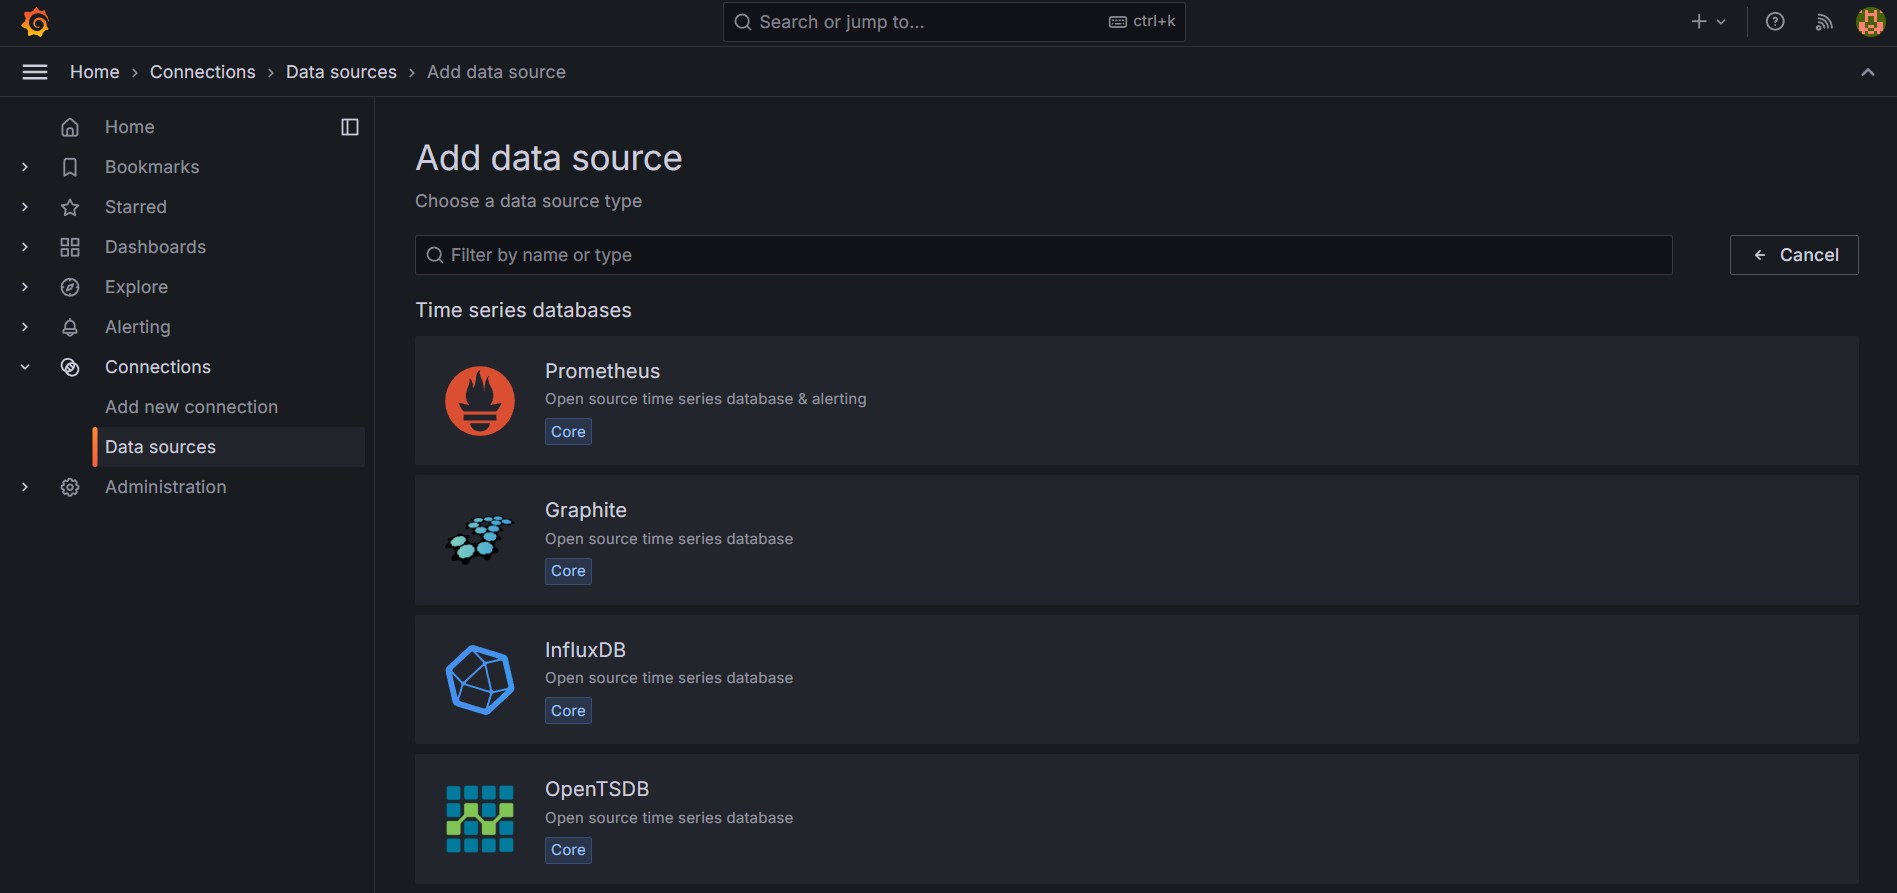 Search or jump to... ctrl+k
Home › Connections › Data sources › Add data source
Home
Bookmarks
Starred
Dashboards
Explore
Alerting
Connections
Add new connection
Data sources
Administration
Add data source
Choose a data source type
Filter by name or type
Cancel
Time series databases
Prometheus
Open source time series database & alerting
Core
Graphite
Open source time series database
Core
InfluxDB
Open source time series database
Core
OpenTSDB
Open source time series database
Core